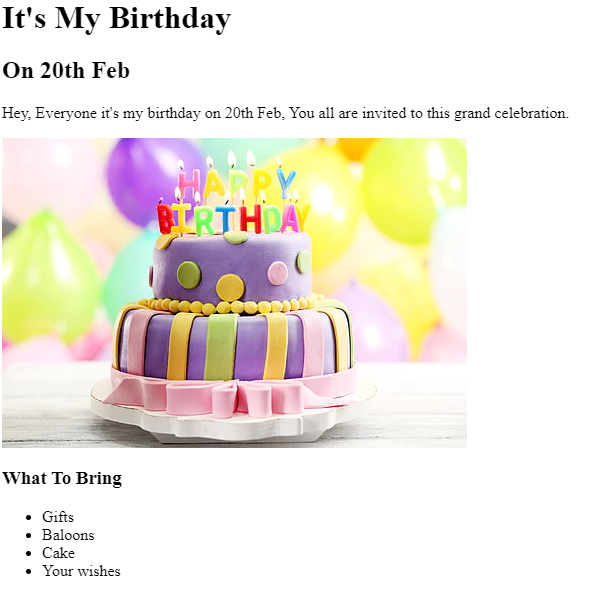 It's My Birthday
On 20th Feb
Hey, Everyone it's my birthday on 20th Feb, You all are invited to this grand celebration.
HAPPY
BIRTHDAY
What To Bring
Gifts
Baloons
Cake
Your wishes